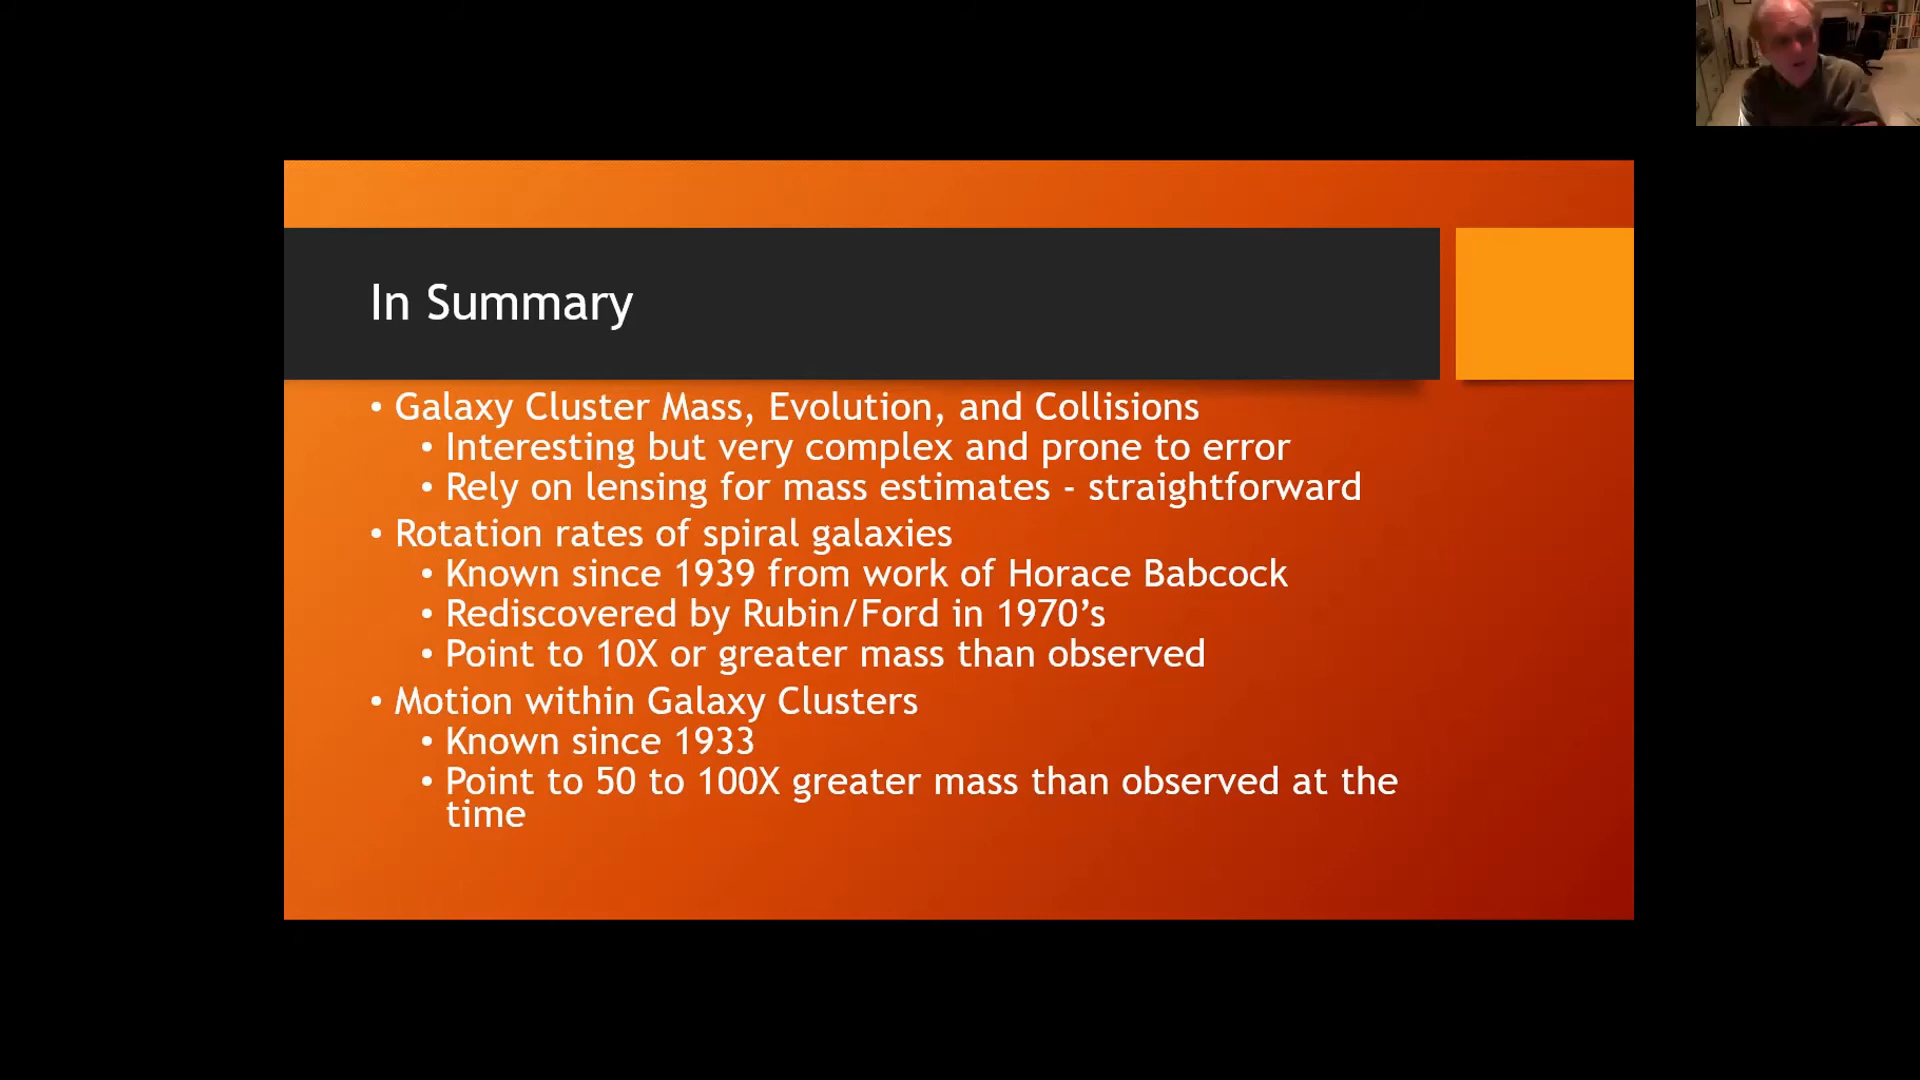 In Summary
• Galaxy Cluster Mass, Evolution, and Collisions
• Interesting but very complex and prone to error
• Rely on lensing for mass estimates - straightforward
• Rotation rates of spiral galaxies
• Known since 1939 from work of Horace Babcock
• Rediscovered by Rubin/Ford in 1970’s
• Point to 10X or greater mass than observed
• Motion within Galaxy Clusters
• Known since 1933
• Point to 50 to 100X greater mass than observed at the
time